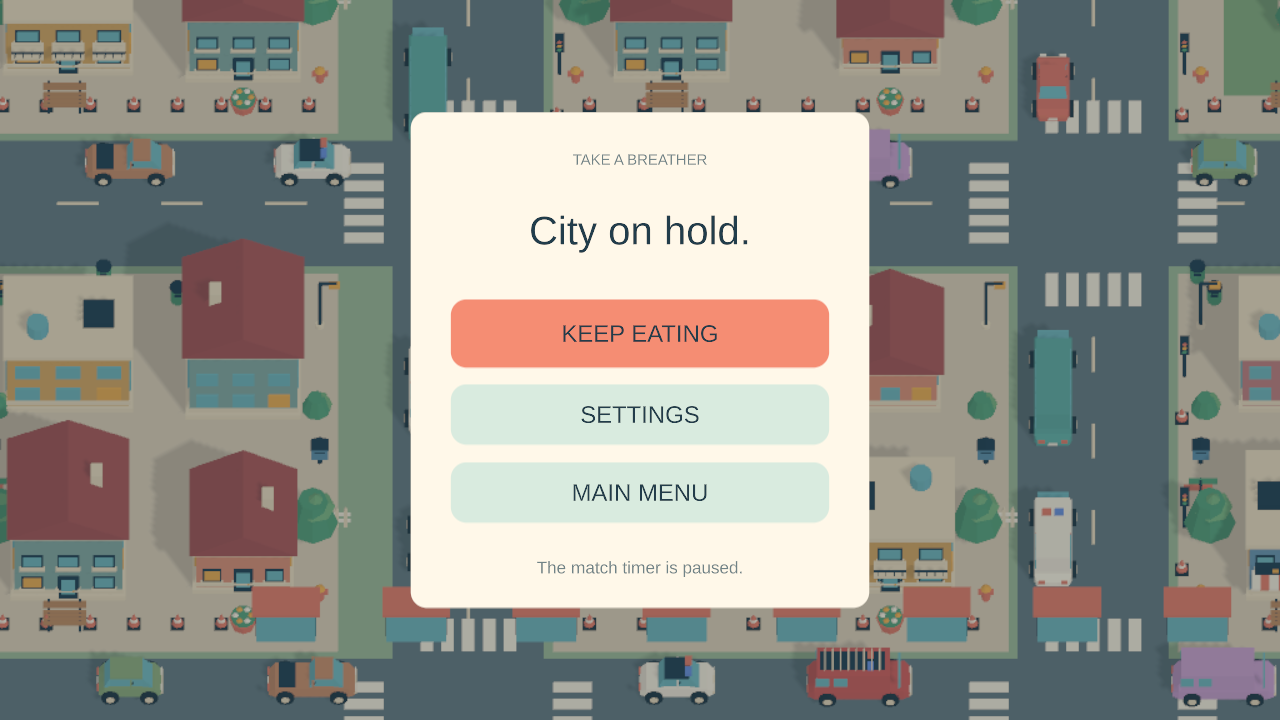 TAKE A BREATHER
City on hold.
KEEP EATING
SETTINGS
MAIN MENU
The match timer is paused.